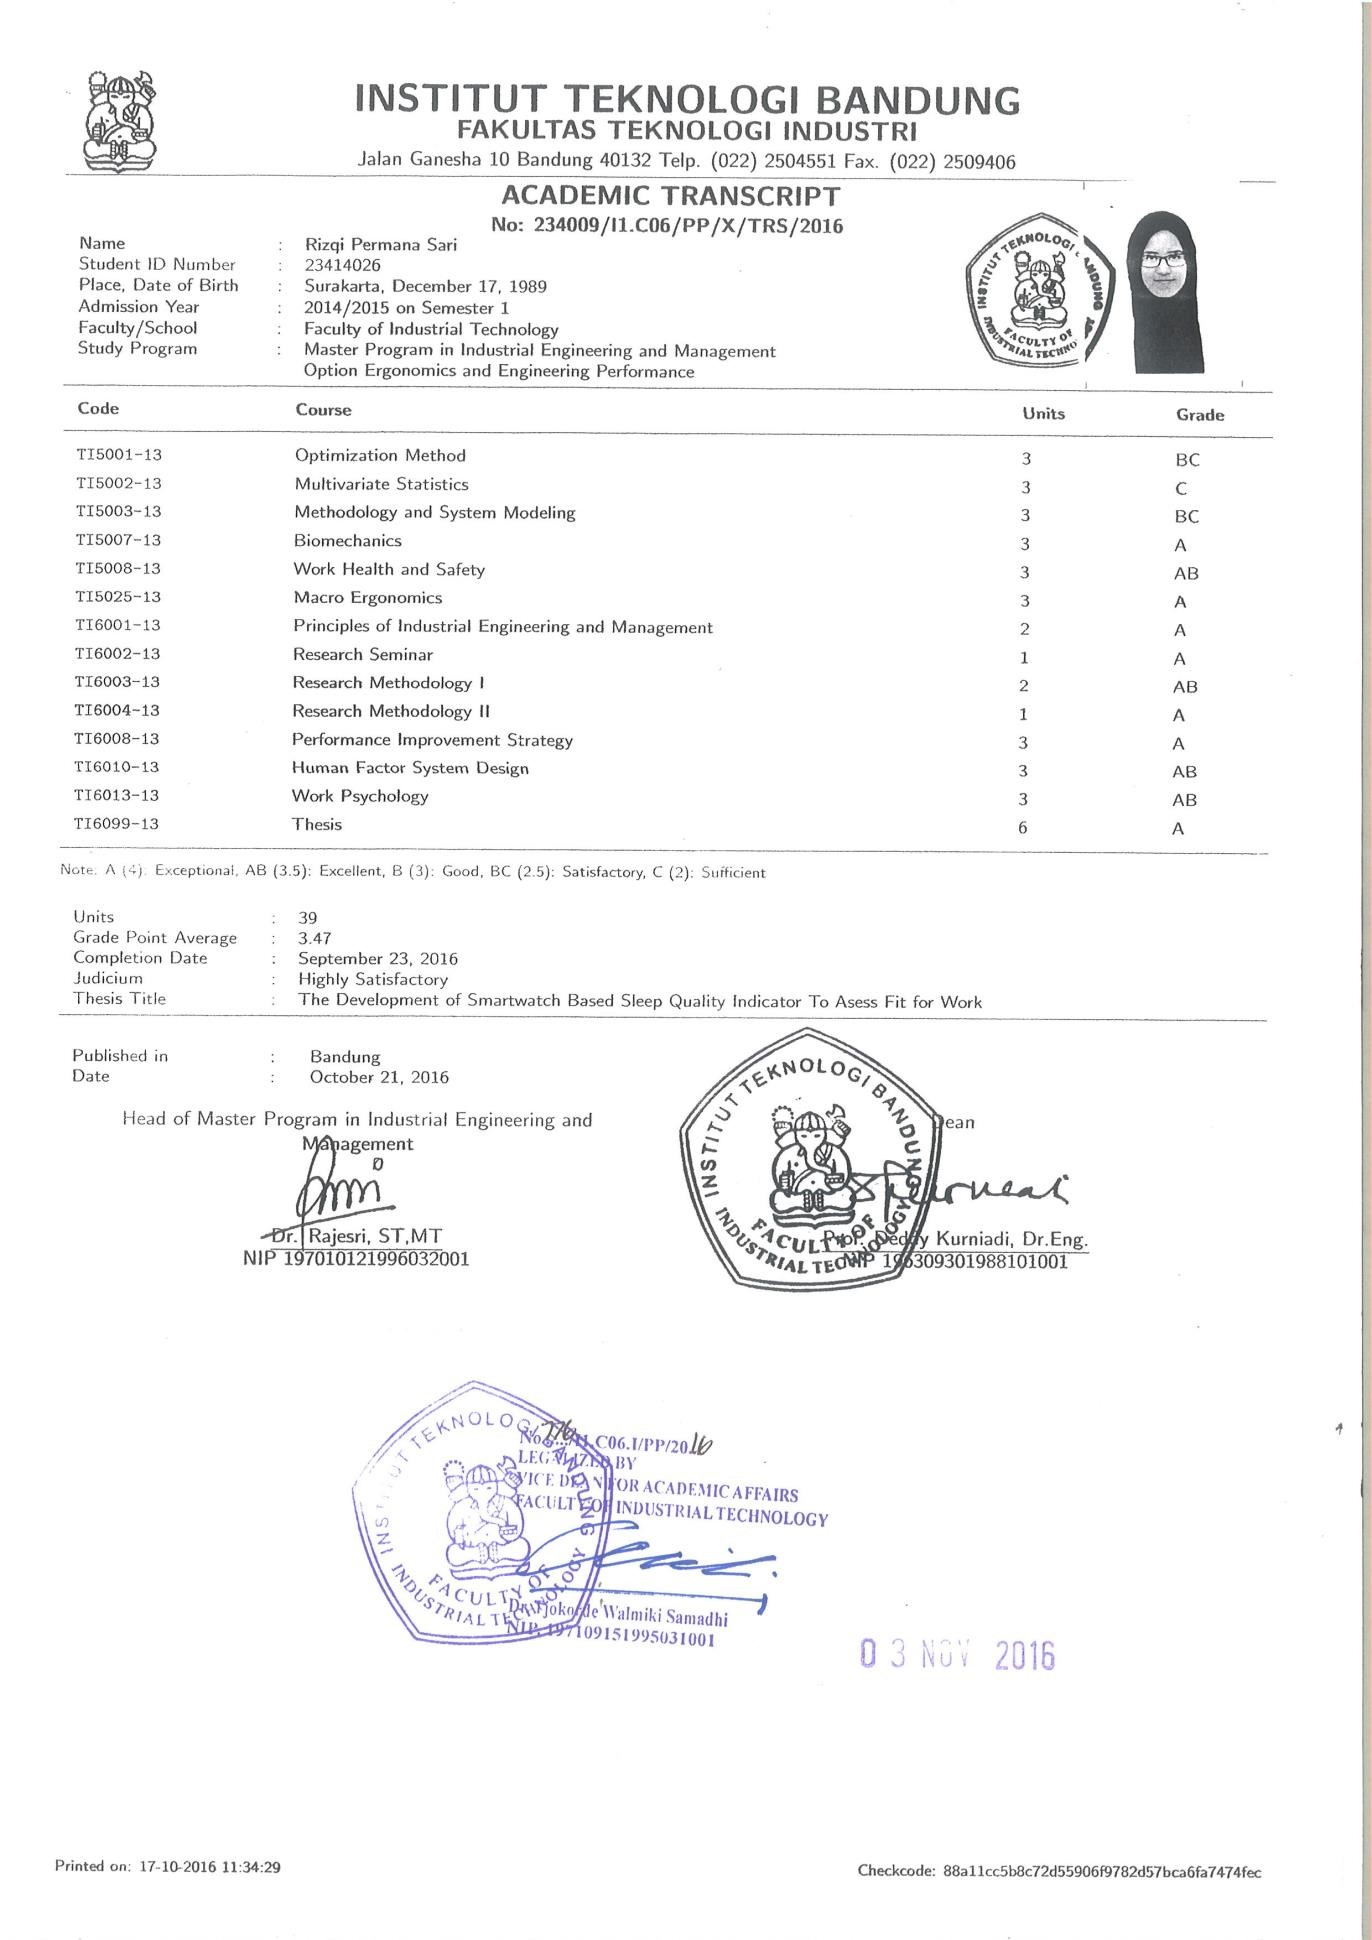 INSTITUT TEKNOLOGI BANDUNG
FAKULTAS TEKNOLOGI INDUSTRI
Jalan Ganesha 10 Bandung 40132 Telp. (022) 2504551 Fax. (022) 2509406
ACADEMIC TRANSCRIPT
No: 234009/I1.C06/PP/X/TRS/2016
Name : Rizqi Permana Sari
Student ID Number : 23414026
Place, Date of Birth : Surakarta, December 17, 1989
Admission Year : 2014/2015 on Semester 1
Faculty/School : Faculty of Industrial Technology
Study Program : Master Program in Industrial Engineering and Management
Option Ergonomics and Engineering Performance
INSTITUT TEKNOLOGI BANDUNG
FACULTY OF
INDUSTRIAL TECHNO
Code Course Units Grade
TI5001-13 Optimization Method 3 BC
TI5002-13 Multivariate Statistics 3 C
TI5003-13 Methodology and System Modeling 3 BC
TI5007-13 Biomechanics 3 A
TI5008-13 Work Health and Safety 3 AB
TI5025-13 Macro Ergonomics 3 A
TI6001-13 Principles of Industrial Engineering and Management 2 A
TI6002-13 Research Seminar 1 A
TI6003-13 Research Methodology I 2 AB
TI6004-13 Research Methodology II 1 A
TI6008-13 Performance Improvement Strategy 3 A
TI6010-13 Human Factor System Design 3 AB
TI6013-13 Work Psychology 3 AB
TI6099-13 Thesis 6 A
Note: A (4): Exceptional, AB (3.5): Excellent, B (3): Good, BC (2.5): Satisfactory, C (2): Sufficient
Units : 39
Grade Point Average : 3.47
Completion Date : September 23, 2016
Judicium : Highly Satisfactory
Thesis Title : The Development of Smartwatch Based Sleep Quality Indicator To Asess Fit for Work
Published in : Bandung
Date : October 21, 2016
Head of Master Program in Industrial Engineering and
Management
Dr. Rajesri, ST,MT
NIP 197010121996032001
Dean
Prof. Deddy Kurniadi, Dr.Eng.
NIP 196309301988101001
INSTITUT TEKNOLOGI BANDUNG
FACULTY OF
INDUSTRIAL TECHNOLOGY
INSTITUT TEKNOLOGI BANDUNG
FACULTY OF
INDUSTRIAL TECHNOLOGY
C06.I/PP/2016
LEGALIZED BY
VICE DEAN FOR ACADEMIC AFFAIRS
FACULTY OF INDUSTRIAL TECHNOLOGY
Walmiki Samadhi
NIP. 197109151995031001
03 NOV 2016
Printed on: 17-10-2016 11:34:29
Checkcode: 88a11cc5b8c72d55906f9782d57bca6fa7474fec